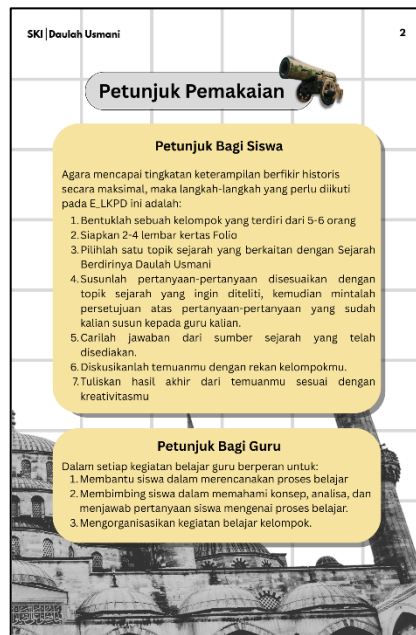 SKI|Daulah Usmani
2
Petunjuk Pemakaian
Petunjuk Bagi Siswa
Agara mencapai tingkatan keterampilan berfikir historis
secara maksimal, maka langkah-langkah yang perlu diikuti
pada E_LKPD ini adalah:
1. Bentuklah sebuah kelompok yang terdiri dari 5-6 orang
2. Siapkan 2-4 lembar kertas Folio
3. Pilihlah satu topik sejarah yang berkaitan dengan Sejarah
Berdirinya Daulah Usmani
4. Susunlah pertanyaan-pertanyaan disesuaikan dengan
topik sejarah yang ingin diteliti, kemudian mintalah
persetujuan atas pertanyaan-pertanyaan yang sudah
kalian susun kepada guru kalian.
5. Carilah jawaban dari sumber sejarah yang telah
disediakan.
6. Diskusikanlah temuanmu dengan rekan kelompokmu.
7. Tuliskan hasil akhir dari temuanmu sesuai dengan
kreativitasmu
Petunjuk Bagi Guru
Dalam setiap kegiatan belajar guru berperan untuk:
1. Membantu siswa dalam merencanakan proses belajar
2. Membimbing siswa dalam memahami konsep, analisa, dan
menjawab pertanyaan siswa mengenai proses belajar.
3. Mengorganisasikan kegiatan belajar kelompok.